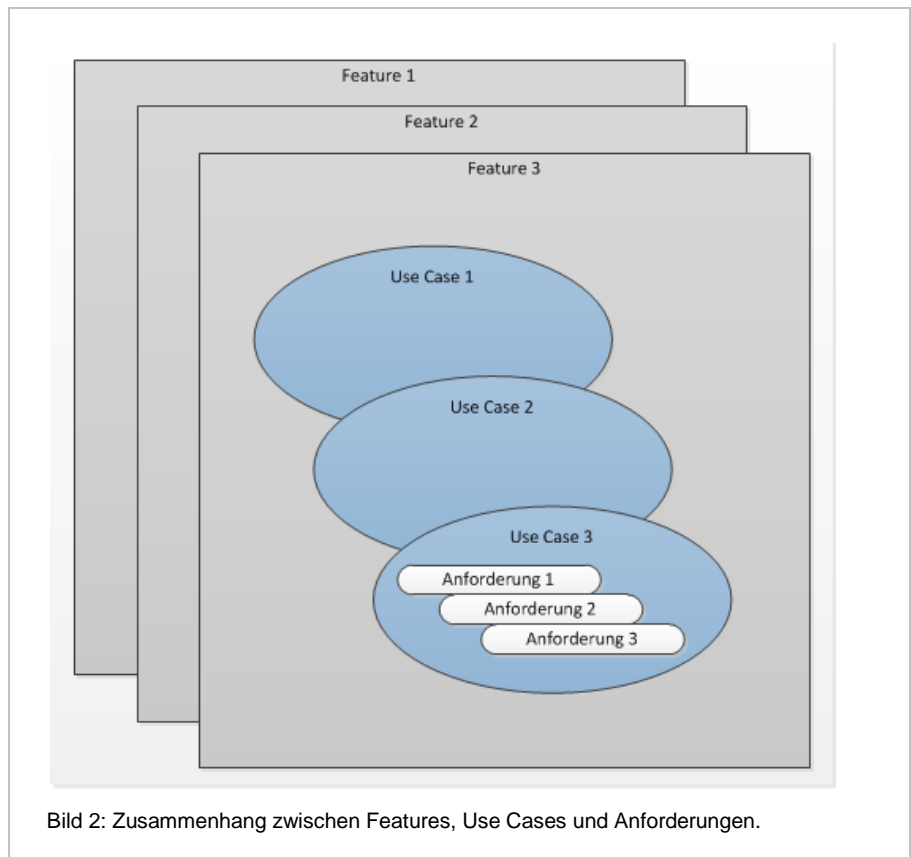 Feature 1
Feature 2
Feature 3
Use Case 1
Use Case 2
Use Case 3
Anforderung 1
Anforderung 2
Anforderung 3
Bild 2: Zusammenhang zwischen Features, Use Cases und Anforderungen.